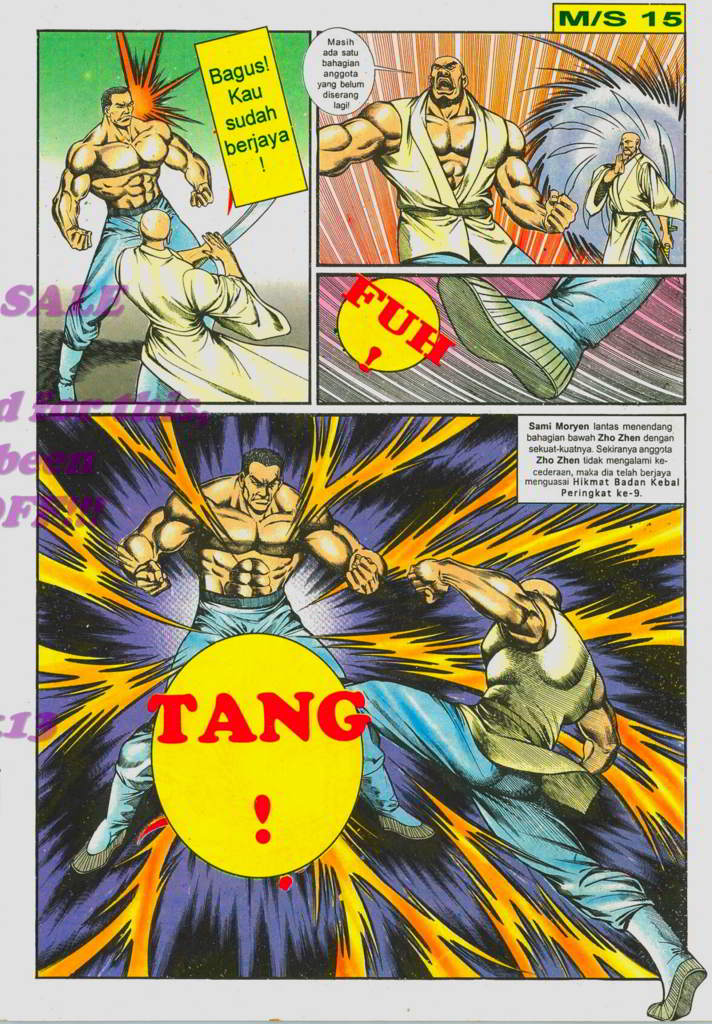 M/S 15
Bagus!
Kau
sudah
berjaya
!
Masih
ada satu
bahagian
anggota
yang belum
diserang
lagi!
FUH
!
Sami Moryen lantas menendang
bahagian bawah Zho Zhen dengan
sekuat-kuatnya. Sekiranya anggota
Zho Zhen tidak mengalami ke-
cederaan, maka dia telah berjaya
menguasai Hikmat Badan Kebal
Peringkat ke-9.
TANG
!
SALE
d for this,
been
OFF!!!
13